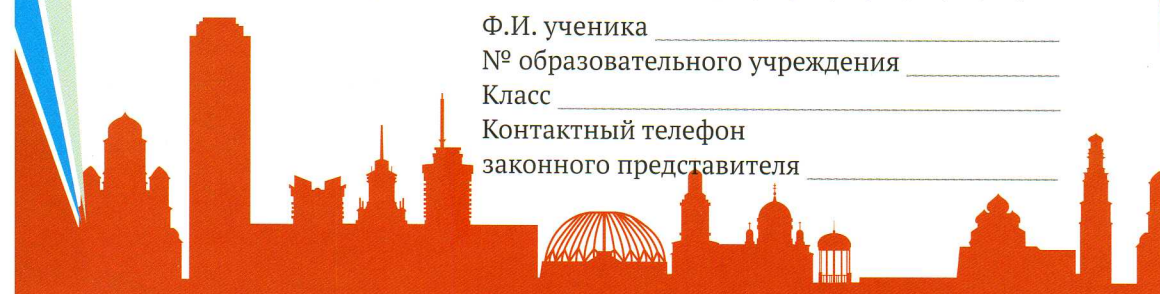 Ф.И. ученика
№ образовательного учреждения
Класс
Контактный телефон
законного представителя